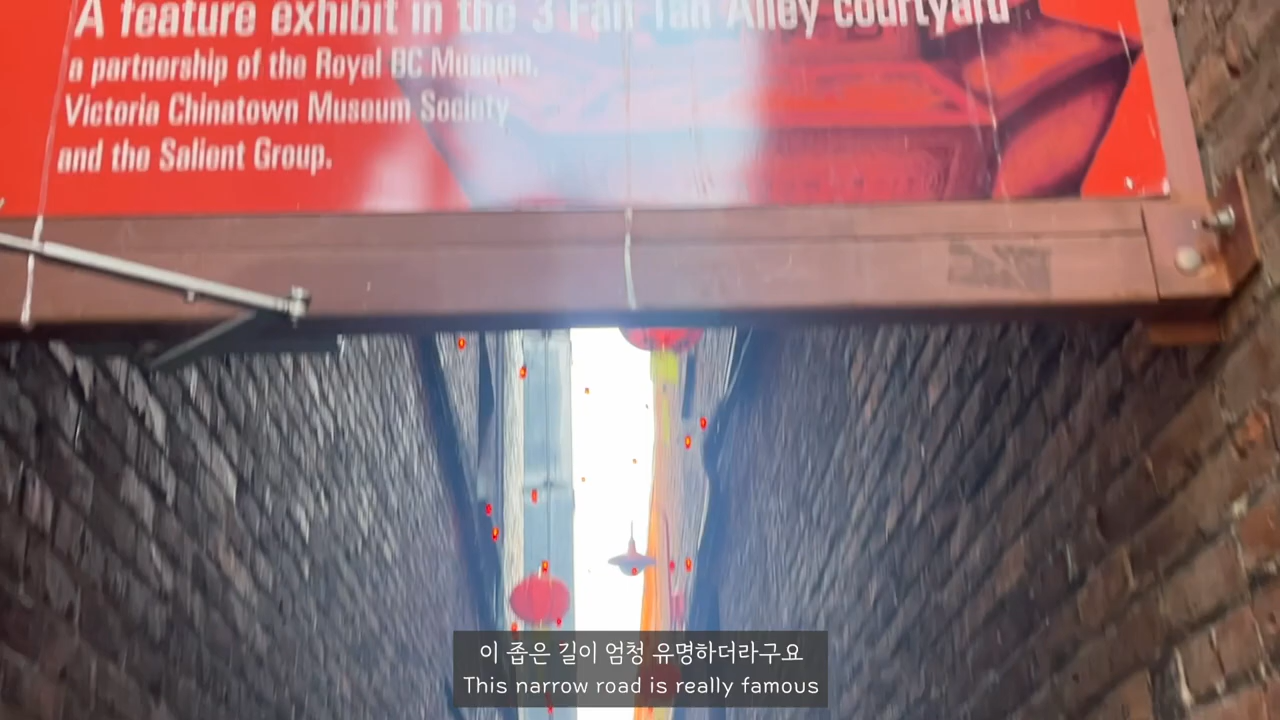 A feature exhibit in the 3 Fan Tan Alley courtyard
a partnership of the Royal BC Museum,
Victoria Chinatown Museum Society
and the Salient Group.
이 좁은 길이 엄청 유명하더라구요
This narrow road is really famous